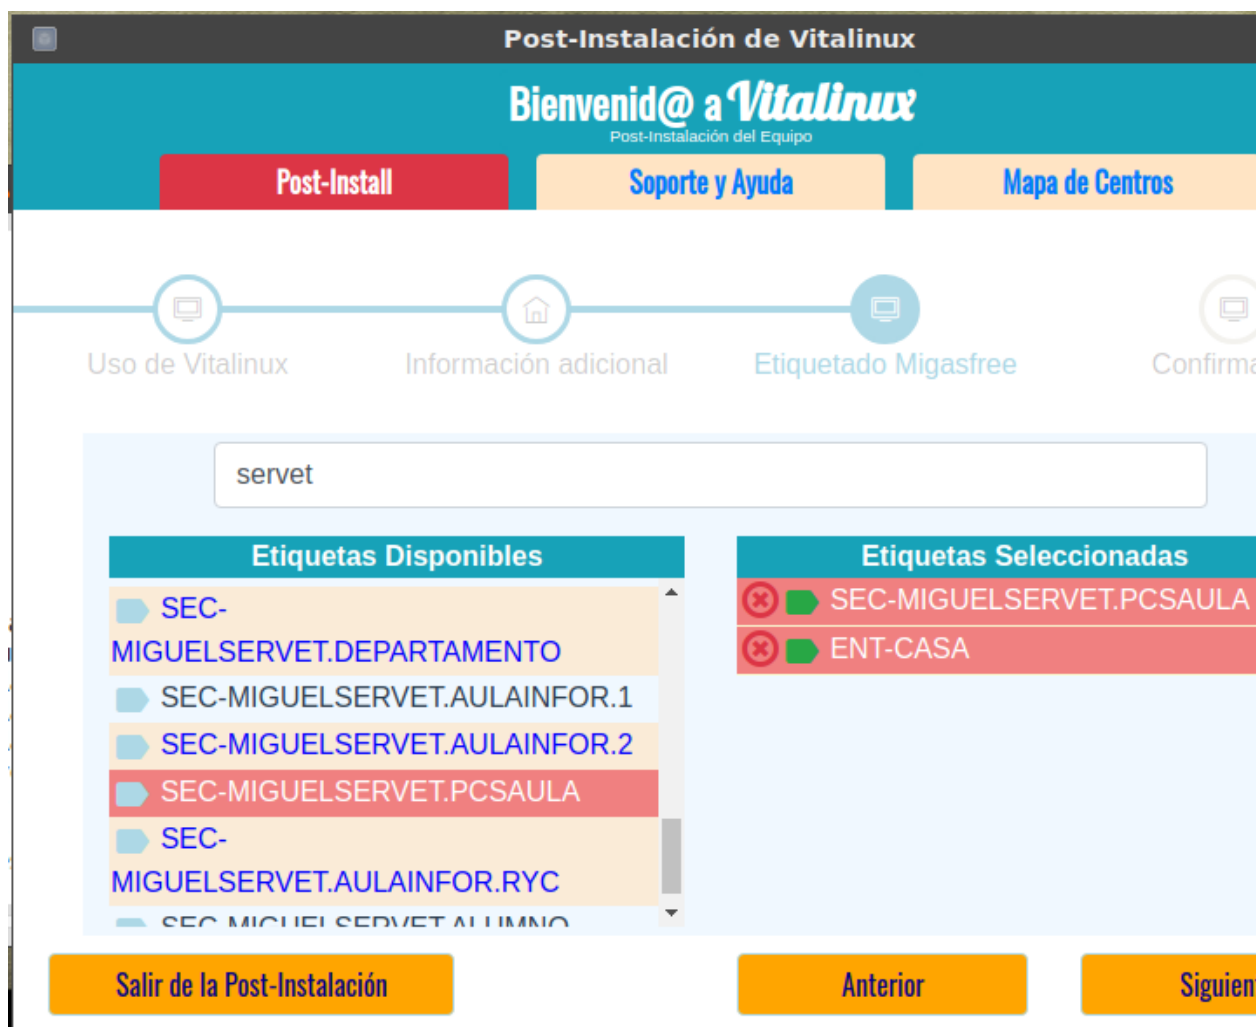 Post-Instalación de Vitalinux
Bienvenid@ a Vitalinux
Post-Instalación del Equipo
Post-Install
Soporte y Ayuda
Mapa de Centros
Uso de Vitalinux
Información adicional
Etiquetado Migasfree
servet
Etiquetas Disponibles
SEC-
MIGUELSERVET.DEPARTAMENTO
SEC-MIGUELSERVET.AULAINFOR.1
SEC-MIGUELSERVET.AULAINFOR.2
SEC-MIGUELSERVET.PCSAULA
SEC-
MIGUELSERVET.AULAINFOR.RYC
SEC-MIGUELSERVET.ALUMNO
Etiquetas Seleccionadas
SEC-MIGUELSERVET.PCSAULA
ENT-CASA
Salir de la Post-Instalación
Anterior